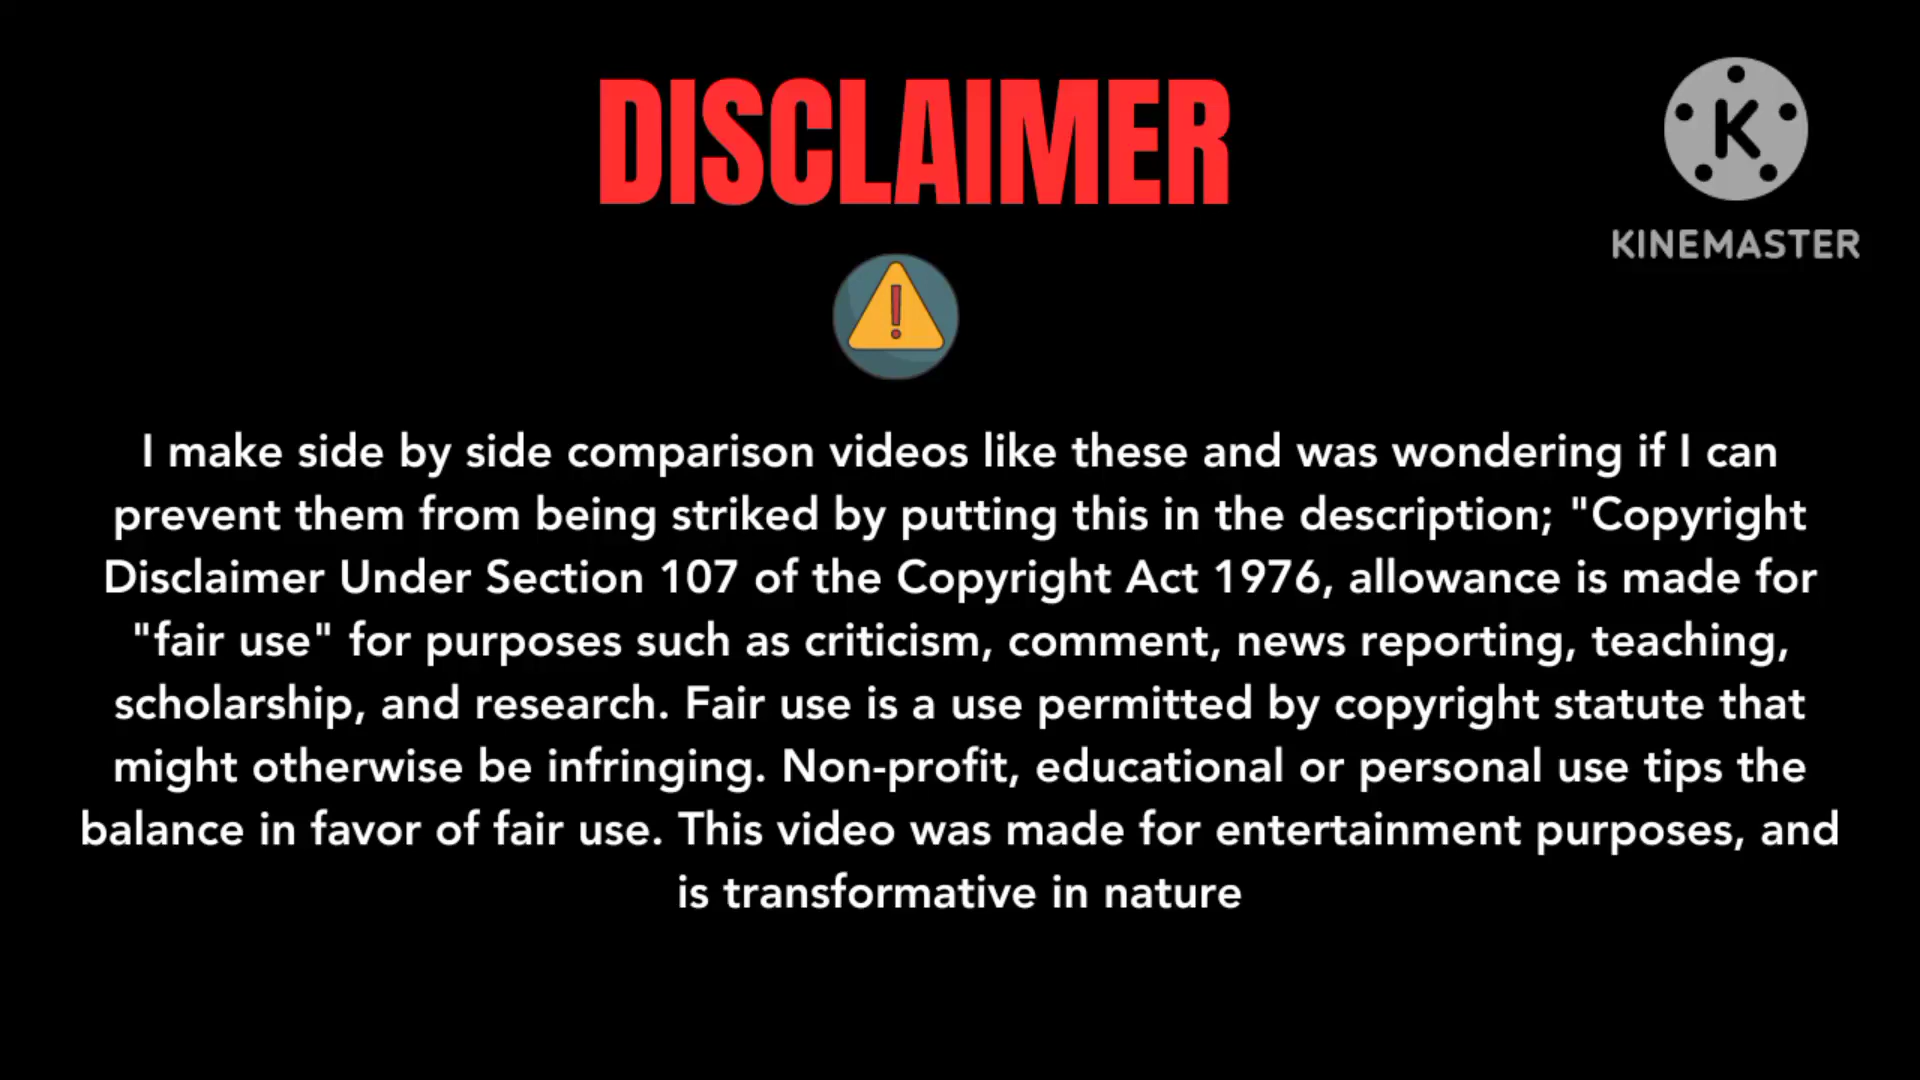 DISCLAIMER
K
KINEMASTER
!
I make side by side comparison videos like these and was wondering if I can
prevent them from being striked by putting this in the description; "Copyright
Disclaimer Under Section 107 of the Copyright Act 1976, allowance is made for
"fair use" for purposes such as criticism, comment, news reporting, teaching,
scholarship, and research. Fair use is a use permitted by copyright statute that
might otherwise be infringing. Non-profit, educational or personal use tips the
balance in favor of fair use. This video was made for entertainment purposes, and
is transformative in nature